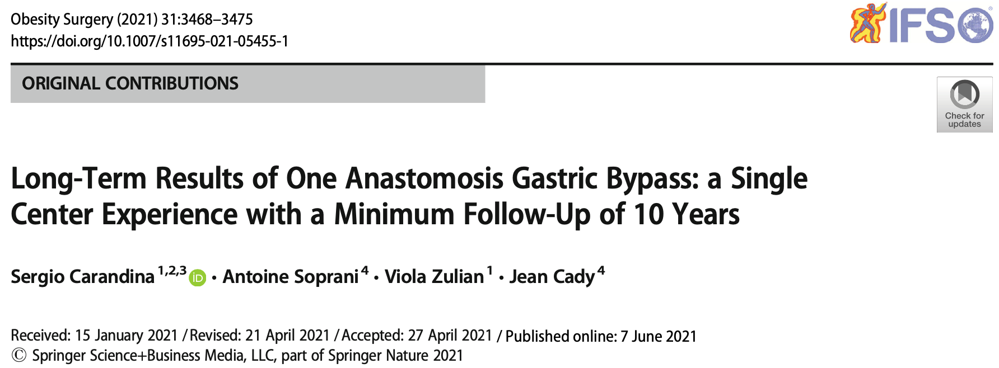 Obesity Surgery (2021) 31:3468–3475
https://doi.org/10.1007/s11695-021-05455-1
IFSO®
ORIGINAL CONTRIBUTIONS
Check for
updates
Long-Term Results of One Anastomosis Gastric Bypass: a Single
Center Experience with a Minimum Follow-Up of 10 Years
Sergio Carandina 1,2,3 iD • Antoine Soprani 4 • Viola Zulian 1 • Jean Cady 4
Received: 15 January 2021 / Revised: 21 April 2021 / Accepted: 27 April 2021 / Published online: 7 June 2021
© Springer Science+Business Media, LLC, part of Springer Nature 2021